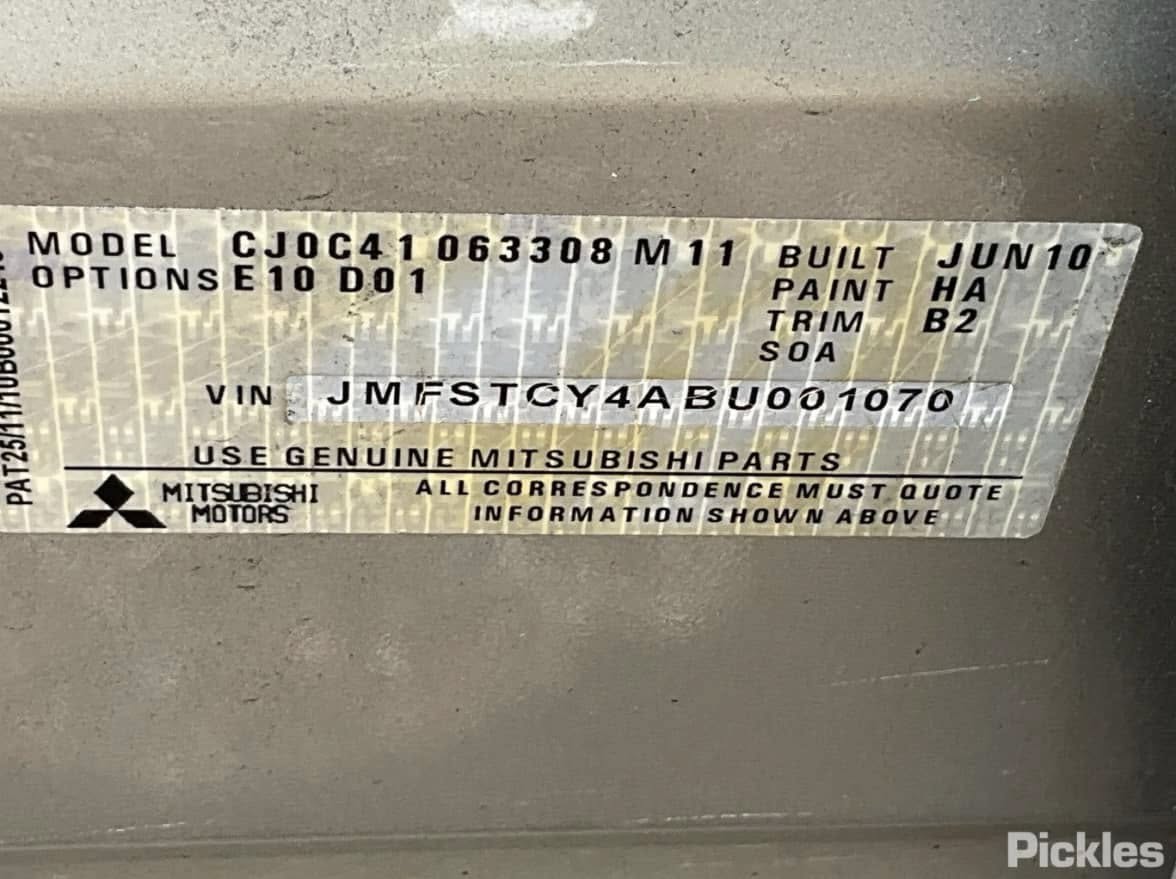 MODEL CJ0C41 063308 M11 BUILT JUN10
OPTIONS E10 D01 PAINT HA
TRIM B2
SOA
VIN JMFSTCY4ABU001070
USE GENUINE MITSUBISHI PARTS
MITSUBISHI MOTORS
ALL CORRESPONDENCE MUST QUOTE
INFORMATION SHOWN ABOVE
Pickles